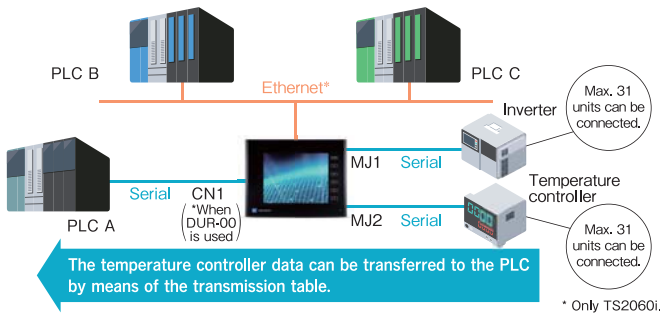 PLC B
PLC C
Ethernet*
Max. 31
units can be
connected.
Inverter
MJ1 Serial
Serial CN1
*When
DUR-00
is used
PLC A
Temperature
controller
MJ2 Serial
Max. 31
units can be
connected.
The temperature controller data can be transferred to the PLC
by means of the transmission table.
* Only TS2060i.